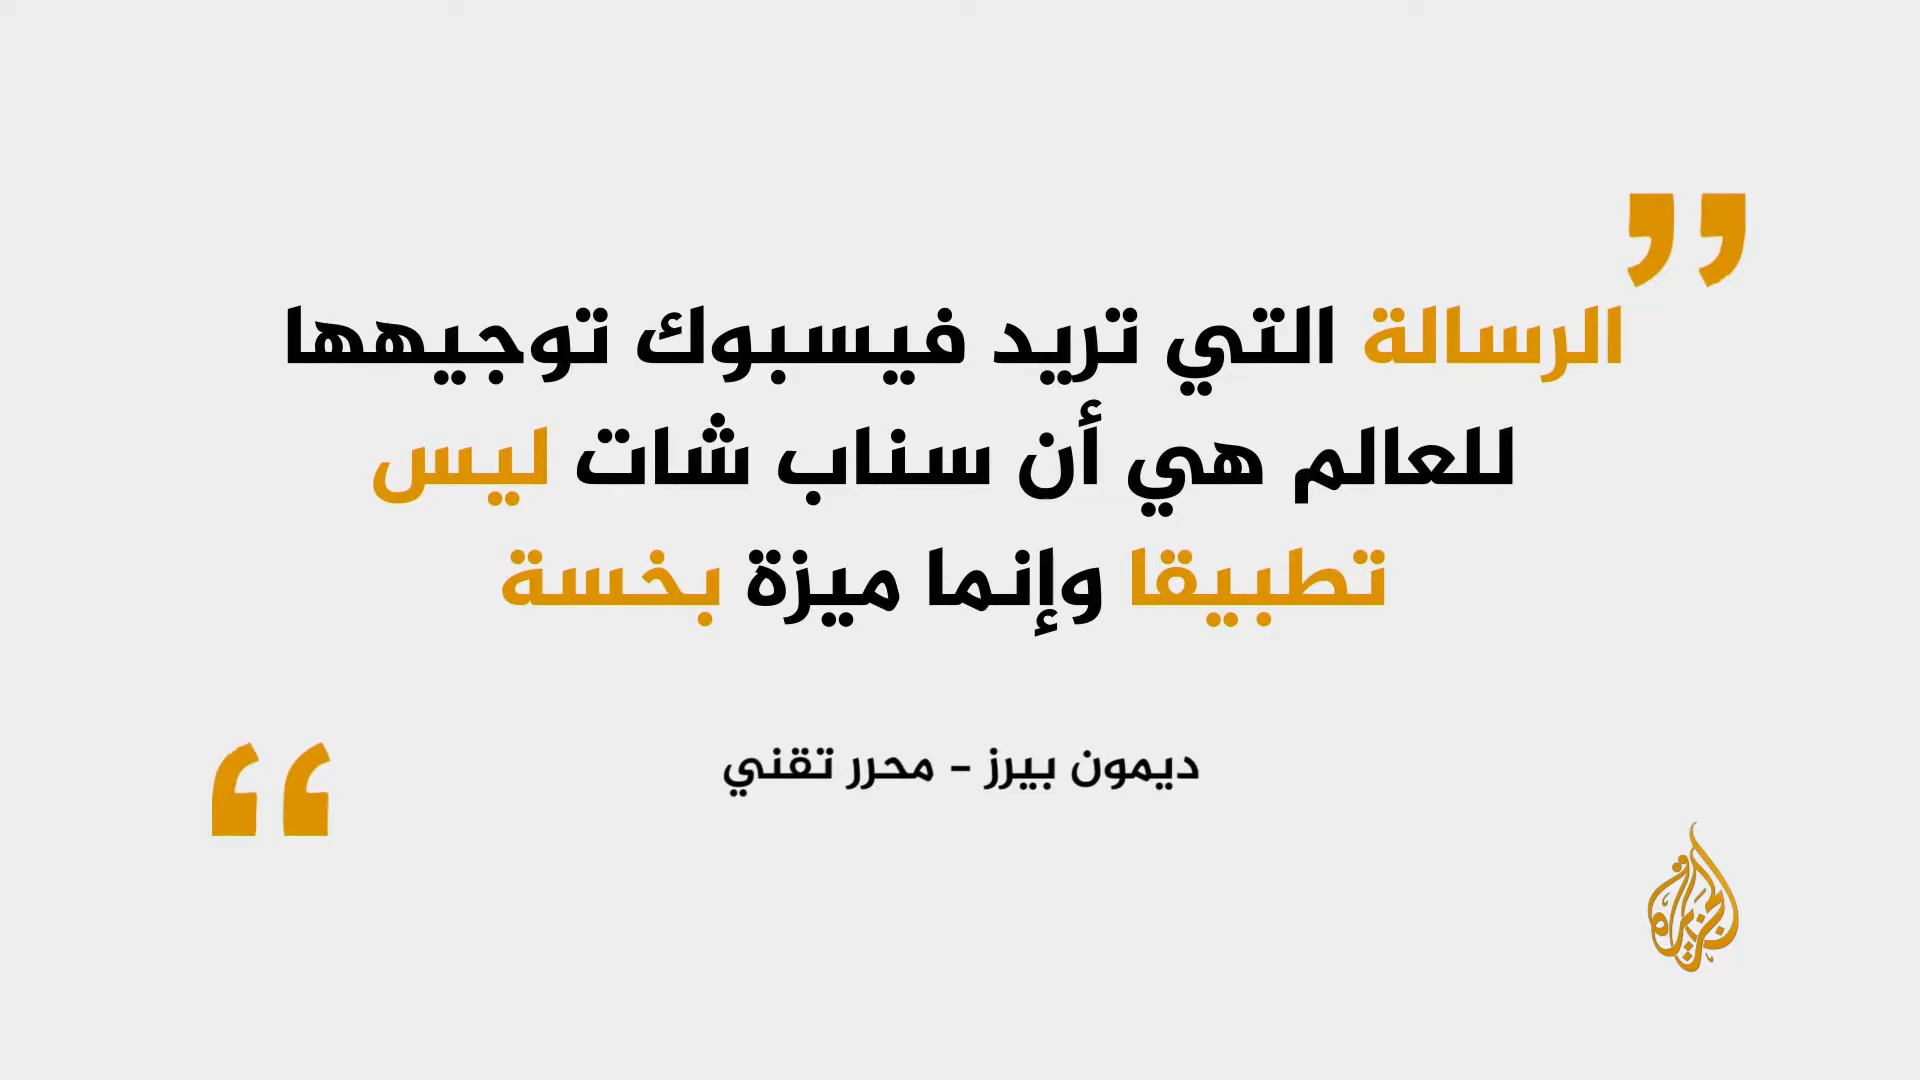 الرسالة التي تريد فيسبوك توجيهها
للعالم هي أن سناب شات ليس
تطبيقا وإنما ميزة بخسة
ديمون بيرز - محرر تقني
الجزيرة